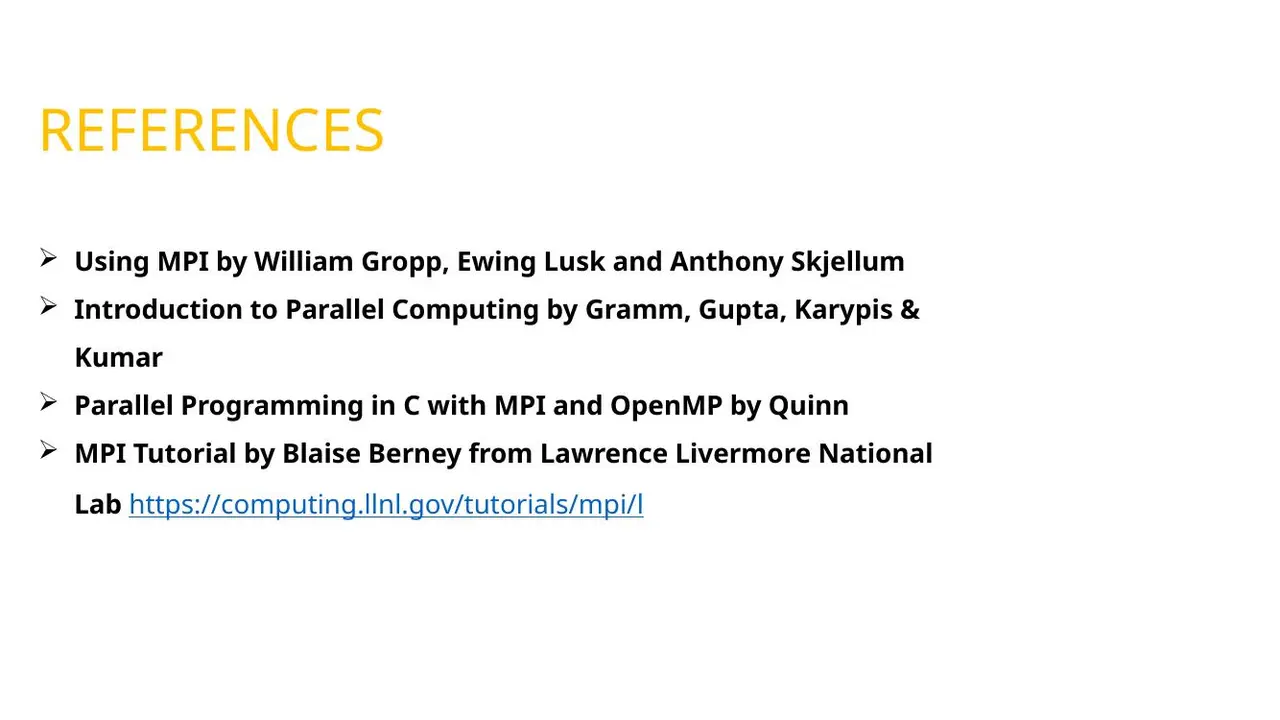 REFERENCES
Using MPI by William Gropp, Ewing Lusk and Anthony Skjellum
Introduction to Parallel Computing by Gramm, Gupta, Karypis &
Kumar
Parallel Programming in C with MPI and OpenMP by Quinn
MPI Tutorial by Blaise Berney from Lawrence Livermore National
Lab https://computing.llnl.gov/tutorials/mpi/l